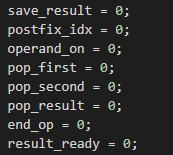 save_result = 0;
postfix_idx = 0;
operand_on = 0;
pop_first = 0;
pop_second = 0;
pop_result = 0;
end_op = 0;
result_ready = 0;